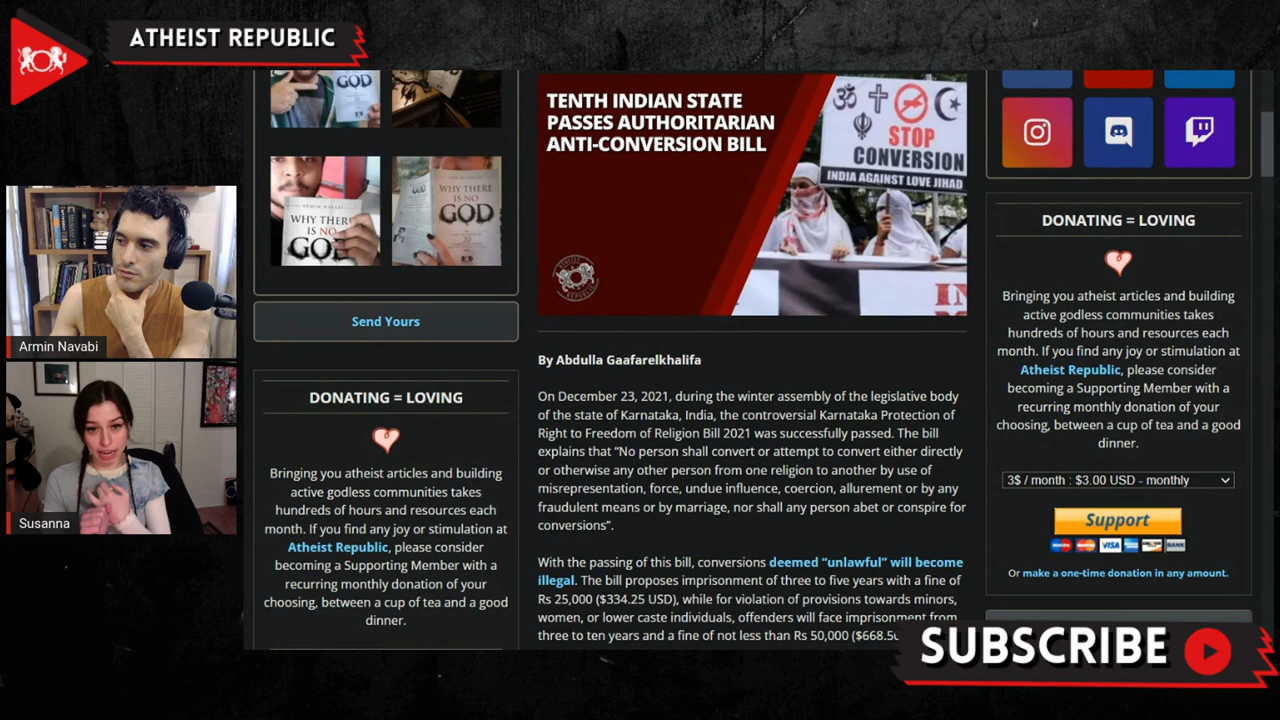 ATHEIST REPUBLIC
GOD
WHY THERE
IS NO
GOD
WHY THERE
IS NO
GOD
20
Send Yours
DONATING = LOVING
Bringing you atheist articles and building
active godless communities takes
hundreds of hours and resources each
month. If you find any joy or stimulation at
Atheist Republic, please consider
becoming a Supporting Member with a
recurring monthly donation of your
choosing, between a cup of tea and a good
dinner.
TENTH INDIAN STATE
PASSES AUTHORITARIAN
ANTI-CONVERSION BILL
ॐ
STOP
CONVERSION
INDIA AGAINST LOVE JIHAD
IN
ATHEIST
REPUBLIC
By Abdulla Gaafarelkhalifa
On December 23, 2021, during the winter assembly of the legislative body
of the state of Karnataka, India, the controversial Karnataka Protection of
Right to Freedom of Religion Bill 2021 was successfully passed. The bill
explains that “No person shall convert or attempt to convert either directly
or otherwise any other person from one religion to another by use of
misrepresentation, force, undue influence, coercion, allurement or by any
fraudulent means or by marriage, nor shall any person abet or conspire for
conversions”.
With the passing of this bill, conversions deemed “unlawful” will become
illegal. The bill proposes imprisonment of three to five years with a fine of
Rs 25,000 ($334.25 USD), while for violation of provisions towards minors,
women, or lower caste individuals, offenders will face imprisonment from
three to ten years and a fine of not less than Rs 50,000 ($668.50
DONATING = LOVING
Bringing you atheist articles and building
active godless communities takes
hundreds of hours and resources each
month. If you find any joy or stimulation at
Atheist Republic, please consider
becoming a Supporting Member with a
recurring monthly donation of your
choosing, between a cup of tea and a good
dinner.
3$ / month : $3.00 USD - monthly
Support
VISA
BANK
Or make a one-time donation in any amount.
Armin Navabi
Susanna
SUBSCRIBE